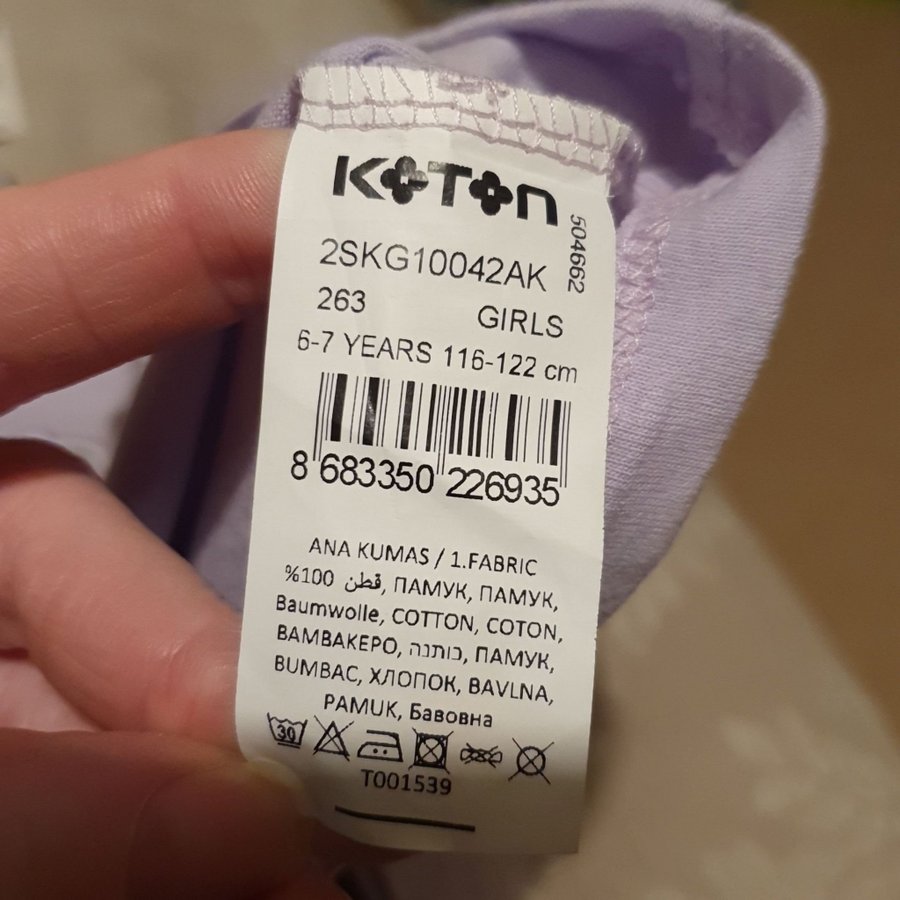 KOTON
504662
2SKG10042AK
263 GIRLS
6-7 YEARS 116-122 cm
8 683350 226935
ANA KUMAS / 1.FABRIC
%100 قطن, ПАМУК, ПАМУК,
Baumwolle, COTTON, COTON,
ΒΑΜΒΑΚΕΡΟ, כותנה, ПАМУК,
BUMBAC, ХЛОПОК, BAVLNA,
PAMUK, Бавовна
30
T001539